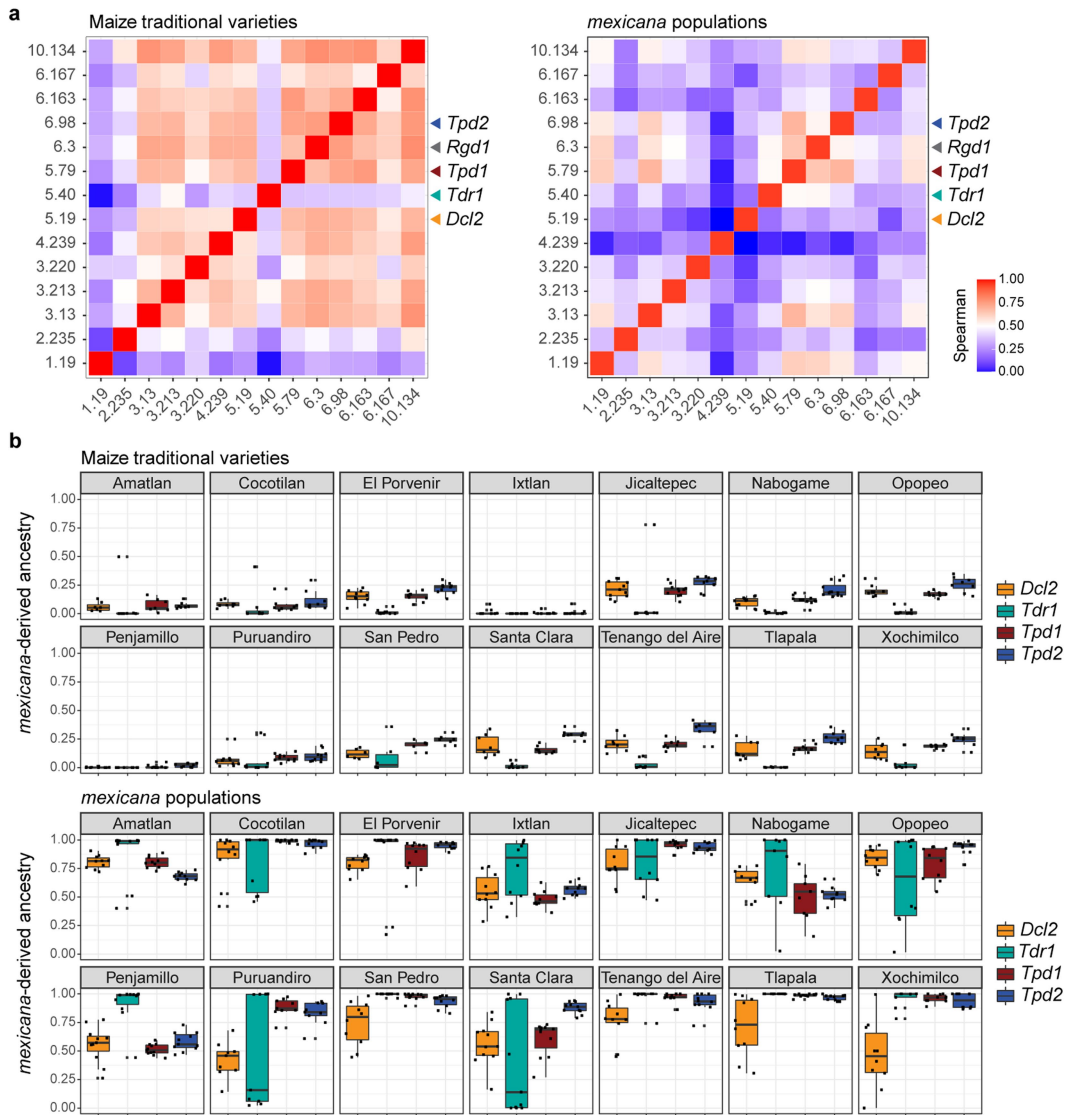 a
Maize traditional varieties
mexicana populations
10.134
6.167
6.163
6.98
6.3
5.79
5.40
5.19
4.239
3.220
3.213
3.13
2.235
1.19
1.19
2.235
3.13
3.213
3.220
4.239
5.19
5.40
5.79
6.3
6.98
6.163
6.167
10.134
Tpd2
Rgd1
Tpd1
Tdr1
Dcl2
10.134
6.167
6.163
6.98
6.3
5.79
5.40
5.19
4.239
3.220
3.213
3.13
2.235
1.19
1.19
2.235
3.13
3.213
3.220
4.239
5.19
5.40
5.79
6.3
6.98
6.163
6.167
10.134
Tpd2
Rgd1
Tpd1
Tdr1
Dcl2
Spearman
1.00
0.75
0.50
0.25
0.00
b
Maize traditional varieties
mexicana-derived ancestry
Amatlan Cocotilan El Porvenir Ixtlan Jicaltepec Nabogame Opopeo
1.00
0.75
0.50
0.25
0.00
Penjamillo Puruandiro San Pedro Santa Clara Tenango del Aire Tlapala Xochimilco
1.00
0.75
0.50
0.25
0.00
Dcl2
Tdr1
Tpd1
Tpd2
mexicana populations
mexicana-derived ancestry
Amatlan Cocotilan El Porvenir Ixtlan Jicaltepec Nabogame Opopeo
1.00
0.75
0.50
0.25
0.00
Penjamillo Puruandiro San Pedro Santa Clara Tenango del Aire Tlapala Xochimilco
1.00
0.75
0.50
0.25
0.00
Dcl2
Tdr1
Tpd1
Tpd2